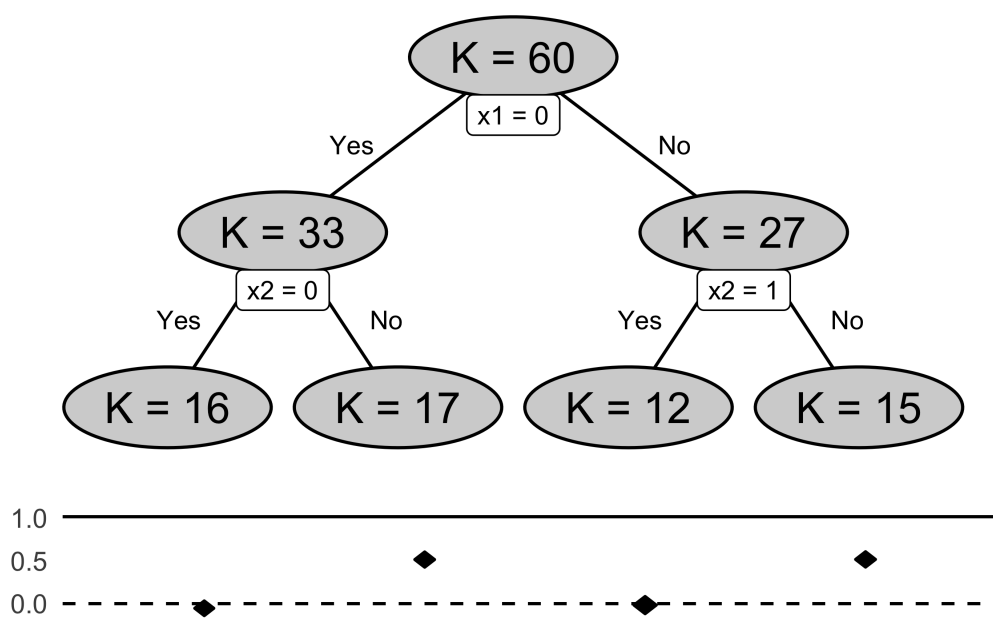 K = 60
x1 = 0
Yes
No
K = 33
K = 27
x2 = 0
x2 = 1
Yes
No
Yes
No
K = 16
K = 17
K = 12
K = 15
1.0
0.5
0.0